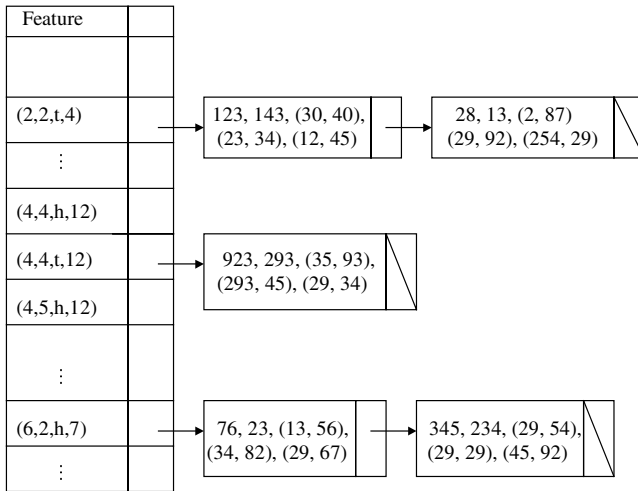 Feature
(2,2,t,4)
123, 143, (30, 40),
(23, 34), (12, 45)
28, 13, (2, 87)
(29, 92), (254, 29)
⋮
(4,4,h,12)
(4,4,t,12)
923, 293, (35, 93),
(293, 45), (29, 34)
(4,5,h,12)
⋮
(6,2,h,7)
76, 23, (13, 56),
(34, 82), (29, 67)
345, 234, (29, 54),
(29, 29), (45, 92)
⋮